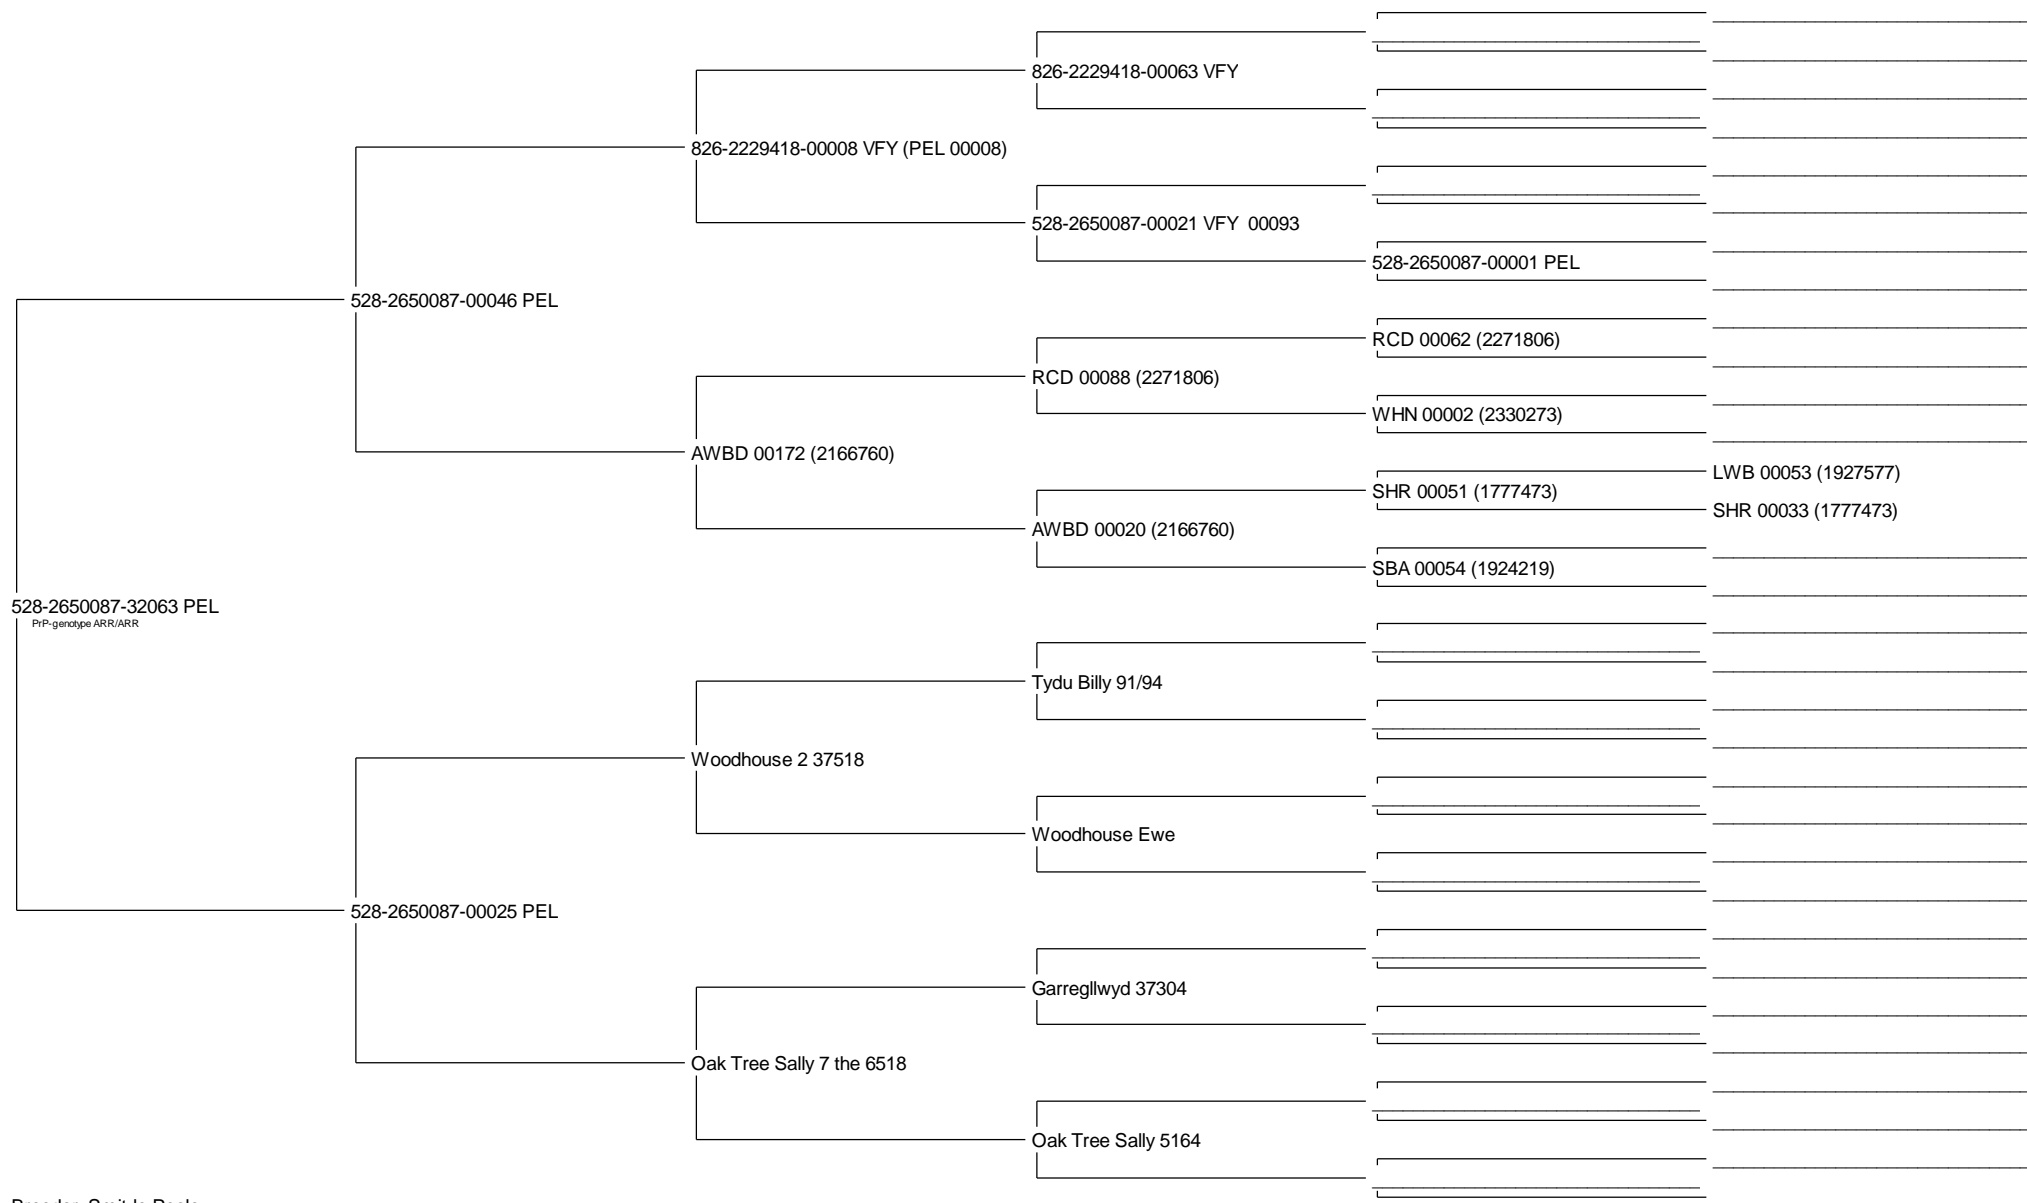 826-2229418-00063 VFY
826-2229418-00008 VFY (PEL 00008)
528-2650087-00021 VFY  00093
528-2650087-00001 PEL
528-2650087-00046 PEL
RCD 00062 (2271806)
RCD 00088 (2271806)
WHN 00002 (2330273)
AWBD 00172 (2166760)
LWB 00053 (1927577)
SHR 00051 (1777473)
SHR 00033 (1777473)
AWBD 00020 (2166760)
SBA 00054 (1924219)
528-2650087-32063 PEL
PrP-genotype ARR/ARR
Tydu Billy 91/94
Woodhouse 2 37518
Woodhouse Ewe
528-2650087-00025 PEL
Garregllwyd 37304
Oak Tree Sally 7 the 6518
Oak Tree Sally 5164